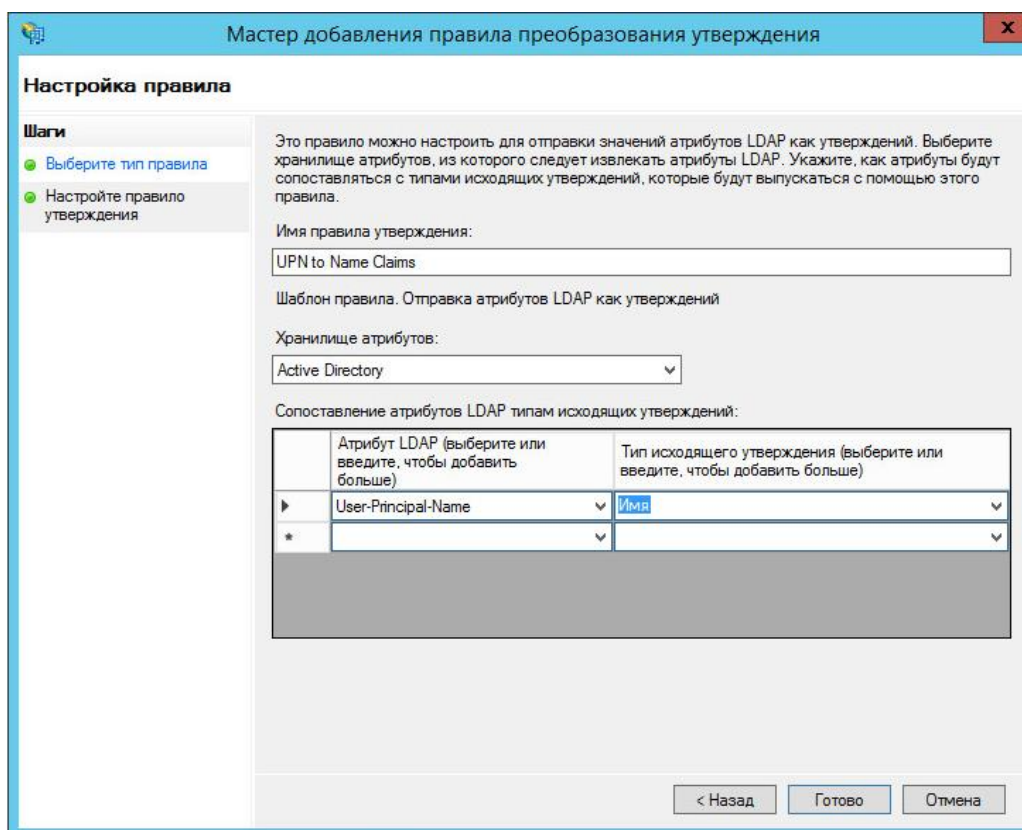 Мастер добавления правила преобразования утверждения
x
Настройка правила
Шаги
Выберите тип правила
Настройте правило
утверждения
Это правило можно настроить для отправки значений атрибутов LDAP как утверждений. Выберите
хранилище атрибутов, из которого следует извлекать атрибуты LDAP. Укажите, как атрибуты будут
сопоставляться с типами исходящих утверждений, которые будут выпускаться с помощью этого
правила.
Имя правила утверждения:
UPN to Name Claims
Шаблон правила. Отправка атрибутов LDAP как утверждений
Хранилище атрибутов:
Active Directory
Сопоставление атрибутов LDAP типам исходящих утверждений:
Атрибут LDAP (выберите или
введите, чтобы добавить
больше)
Тип исходящего утверждения (выберите или
введите, чтобы добавить больше)
User-Principal-Name
Имя
*
< Назад
Готово
Отмена